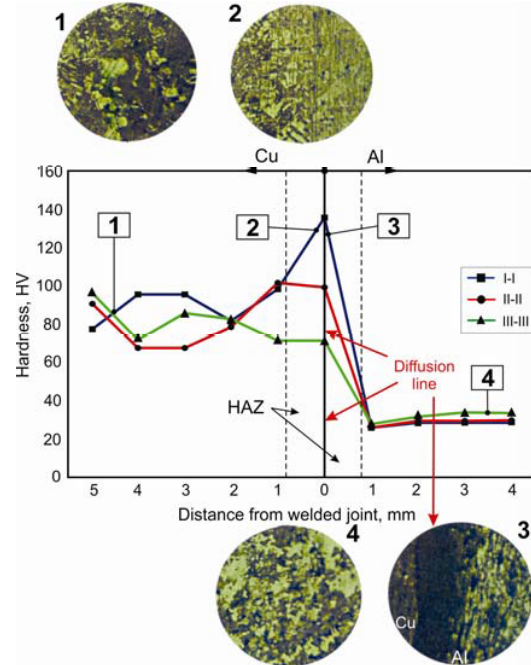 1
2
Cu
Al
160
140
120
100
80
60
40
20
0
Hardness, HV
1
2
3
4
I-I
II-II
III-III
Diffusion
line
HAZ
5 4 3 2 1 0 1 2 3 4
Distance from welded joint, mm
4
3
Cu
Al